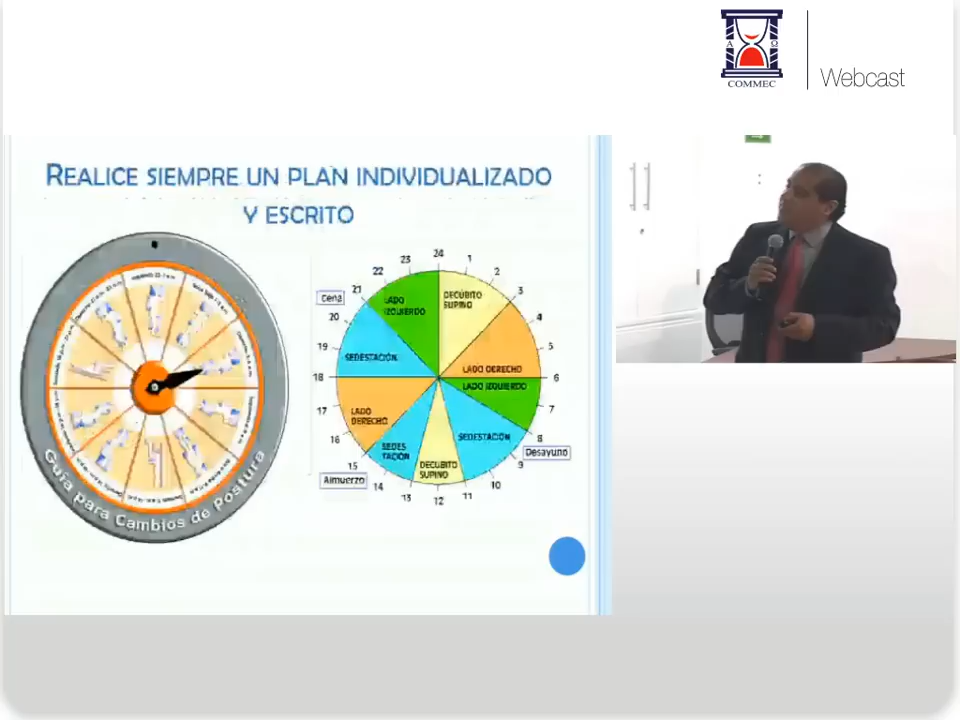 A Ω
COMMEC
Webcast
REALICE SIEMPRE UN PLAN INDIVIDUALIZADO
Y ESCRITO
Guía para Cambios de Postura
24
1
2
3
4
5
6
7
8
9
10
11
12
13
14
15
16
17
18
19
20
21
22
23
Cena
Desayuno
Almuerzo
DECÚBITO
SUPINO
LADO DERECHO
LADO IZQUIERDO
SEDESTACIÓN
DECUBITO
SUPINO
SEDES
TACIÓN
LADO
DERECHO
SEDESTACIÓN
LADO
IZQUIERDO